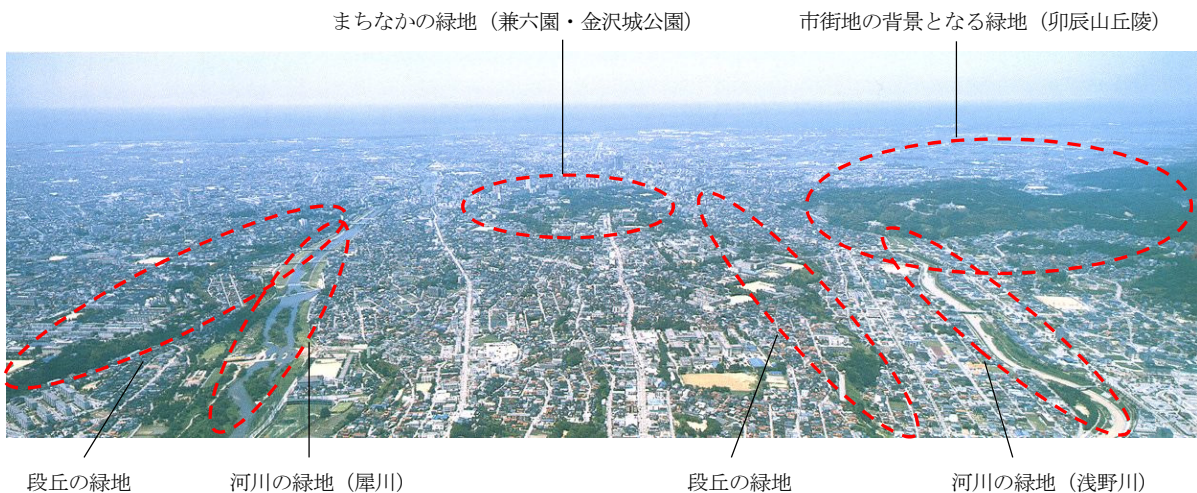 まちなかの緑地（兼六園・金沢城公園）
市街地の背景となる緑地（卯辰山丘陵）
段丘の緑地
河川の緑地（犀川）
段丘の緑地
河川の緑地（浅野川）